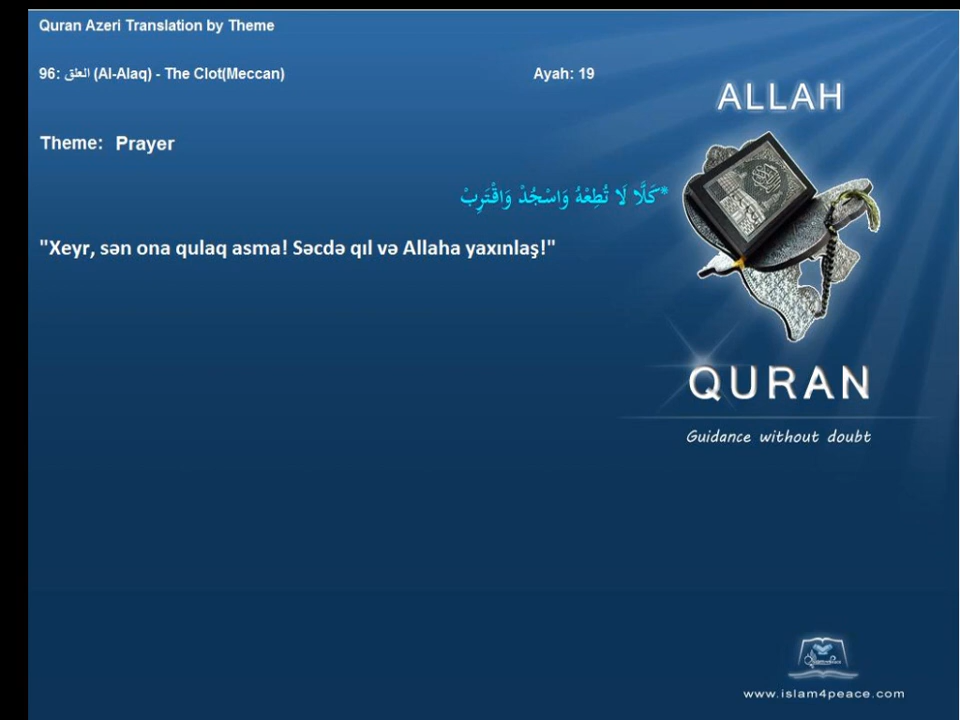 Quran Azeri Translation by Theme
96: العلق (Al-Alaq) - The Clot(Meccan) Ayah: 19
ALLAH
Theme: Prayer
*كَلَّا لَا تُطِعْهُ وَاسْجُدْ وَاقْتَرِبْ
"Xeyr, sən ona qulaq asma! Səcdə qıl və Allaha yaxınlaş!"
QURAN
Guidance without doubt
www.islam4peace.com